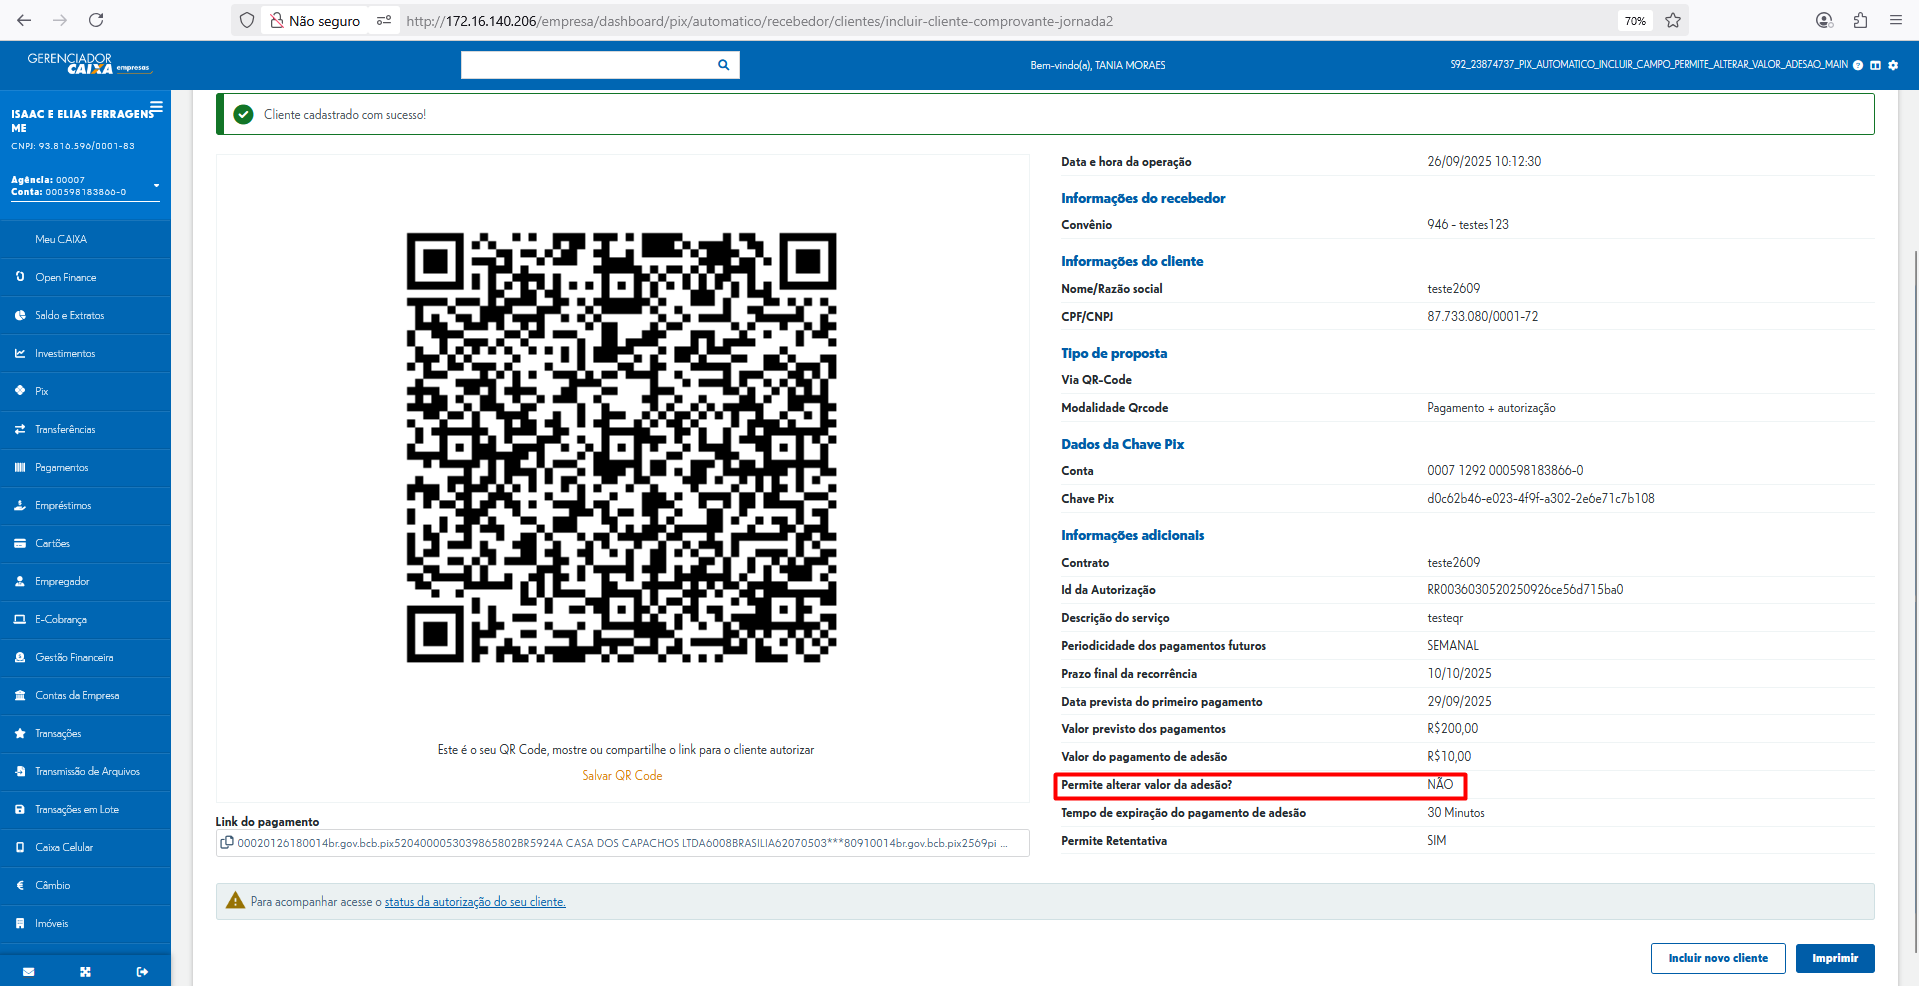 Não seguro
http://172.16.140.206/empresa/dashboard/pix/automatico/recebedor/clientes/incluir-cliente-comprovante-jornada2
70%
GERENCIADOR
CAIXA empresas
Bem-vindo(a), TANIA MORAES
S92_23874737_PIX_AUTOMATICO_INCLUIR_CAMPO_PERMITE_ALTERAR_VALOR_ADESAO_MAIN
ISAAC E ELIAS FERRAGENS
ME
CNPJ: 93.816.596/0001-83
Agência: 00007
Conta: 000598183866-0
Meu CAIXA
Open Finance
Saldo e Extratos
Investimentos
Pix
Transferências
Pagamentos
Empréstimos
Cartões
Empregador
E-Cobrança
Gestão Financeira
Contas da Empresa
Transações
Transmissão de Arquivos
Transações em Lote
Caixa Celular
Câmbio
Imóveis
Cliente cadastrado com sucesso!
Este é o seu QR Code, mostre ou compartilhe o link para o cliente autorizar
Salvar QR Code
Link do pagamento
00020126180014br.gov.bcb.pix5204000053039865802BR5924A CASA DOS CAPACHOS LTDA6008BRASILIA62070503***80910014br.gov.bcb.pix2569pi ...
Data e hora da operação 26/09/2025 10:12:30
Informações do recebedor
Convênio 946 - testes123
Informações do cliente
Nome/Razão social teste2609
CPF/CNPJ 87.733.080/0001-72
Tipo de proposta
Via QR-Code
Modalidade Qrcode Pagamento + autorização
Dados da Chave Pix
Conta 0007 1292 000598183866-0
Chave Pix d0c62b46-e023-4f9f-a302-2e6e71c7b108
Informações adicionais
Contrato teste2609
Id da Autorização RR0036030520250926ce56d715ba0
Descrição do serviço testeqr
Periodicidade dos pagamentos futuros SEMANAL
Prazo final da recorrência 10/10/2025
Data prevista do primeiro pagamento 29/09/2025
Valor previsto dos pagamentos R$200,00
Valor do pagamento de adesão R$10,00
Permite alterar valor da adesão? NÃO
Tempo de expiração do pagamento de adesão 30 Minutos
Permite Retentativa SIM
Para acompanhar acesse o status da autorização do seu cliente.
Incluir novo cliente
Imprimir